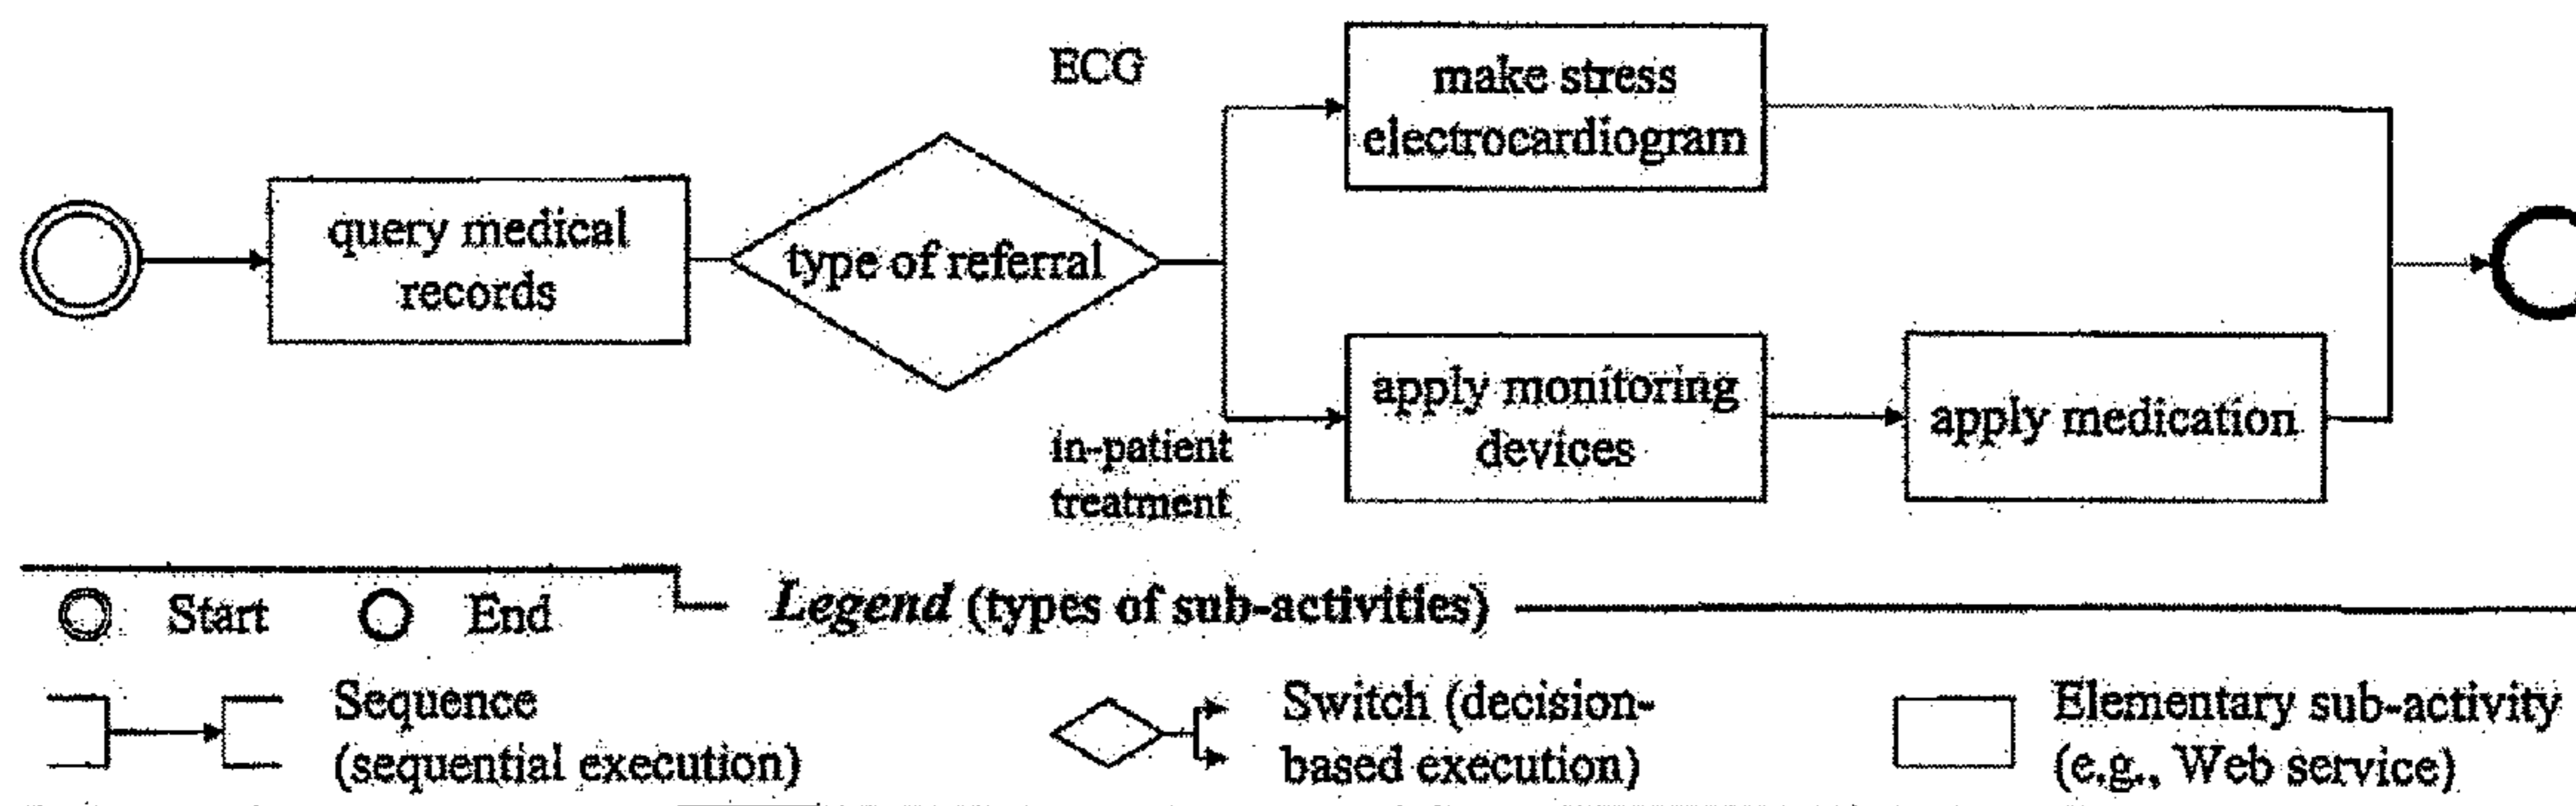 ECG
make stress
electrocardiogram
query medical
records
type of referral
in-patient
treatment
apply monitoring
devices
apply medication
Start
End
Legend (types of sub-activities)
Sequence
(sequential execution)
Switch (decision-
based execution)
Elementary sub-activity
(e.g., Web service)